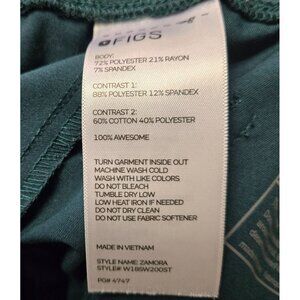 FIGS
BODY:
72% POLYESTER 21% RAYON
7% SPANDEX
CONTRAST 1:
88% POLYESTER 12% SPANDEX
CONTRAST 2:
60% COTTON 40% POLYESTER
100% AWESOME
TURN GARMENT INSIDE OUT
MACHINE WASH COLD
WASH WITH LIKE COLORS
DO NOT BLEACH
TUMBLE DRY LOW
LOW HEAT IRON IF NEEDED
DO NOT DRY CLEAN
DO NOT USE FABRIC SOFTENER
MADE IN VIETNAM
STYLE NAME: ZAMORA
STYLE# W18SW2005T
PG# 4747